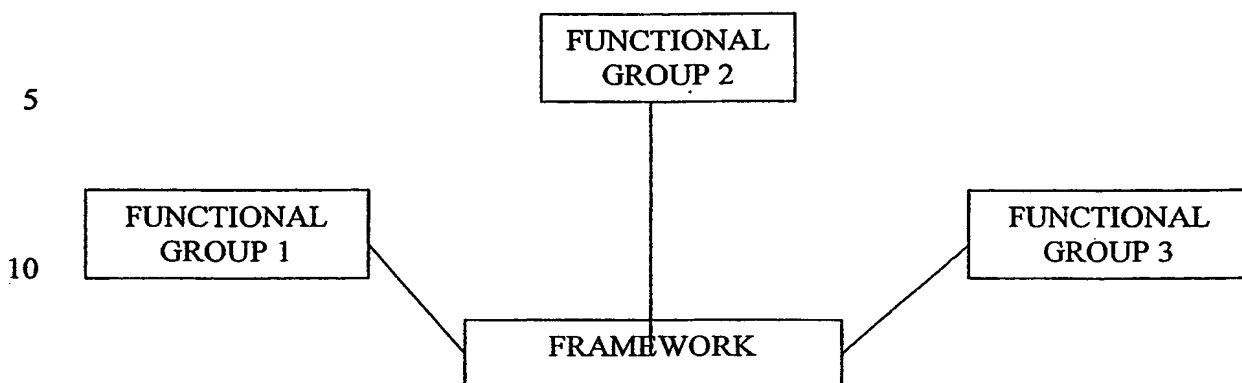 FUNCTIONAL
GROUP 2
5
FUNCTIONAL
GROUP 1
FUNCTIONAL
GROUP 3
10
FRAMEWORK